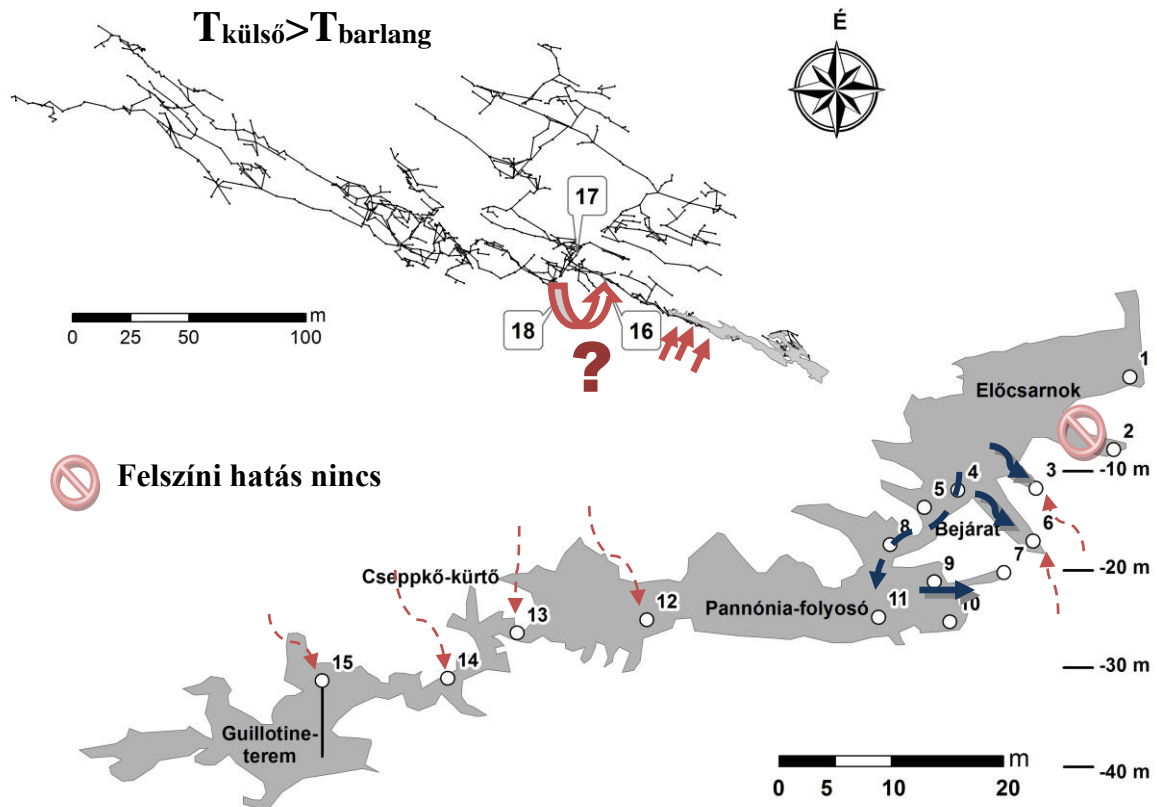 Tkülső>Tbarlang
É
17
18
16
?
0 25 50 100
m
1
Előcsarnok
2
Felszíni hatás nincs
3
-10 m
4
5
6
Bejárat
7
8
-20 m
Cseppkő-kürtő
9
Pannónia-folyosó
10
11
12
13
14
-30 m
15
Guillotine-
terem
m
0 5 10 20
-40 m